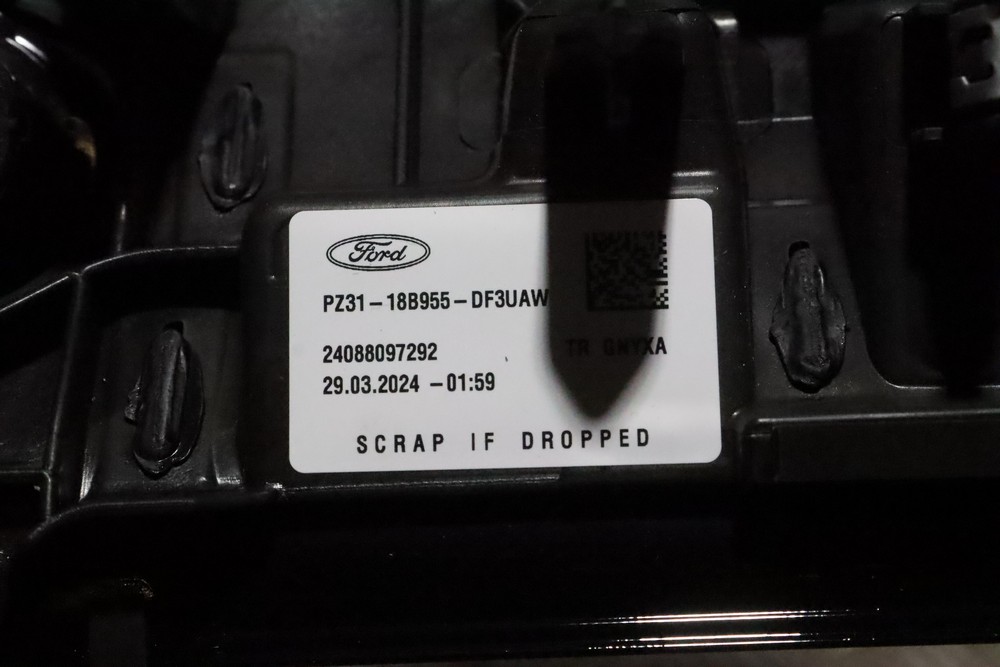 Ford
PZ31-18B955-DF3UAW
24088097292
TR GNYXA
29.03.2024 -01:59
SCRAP IF DROPPED